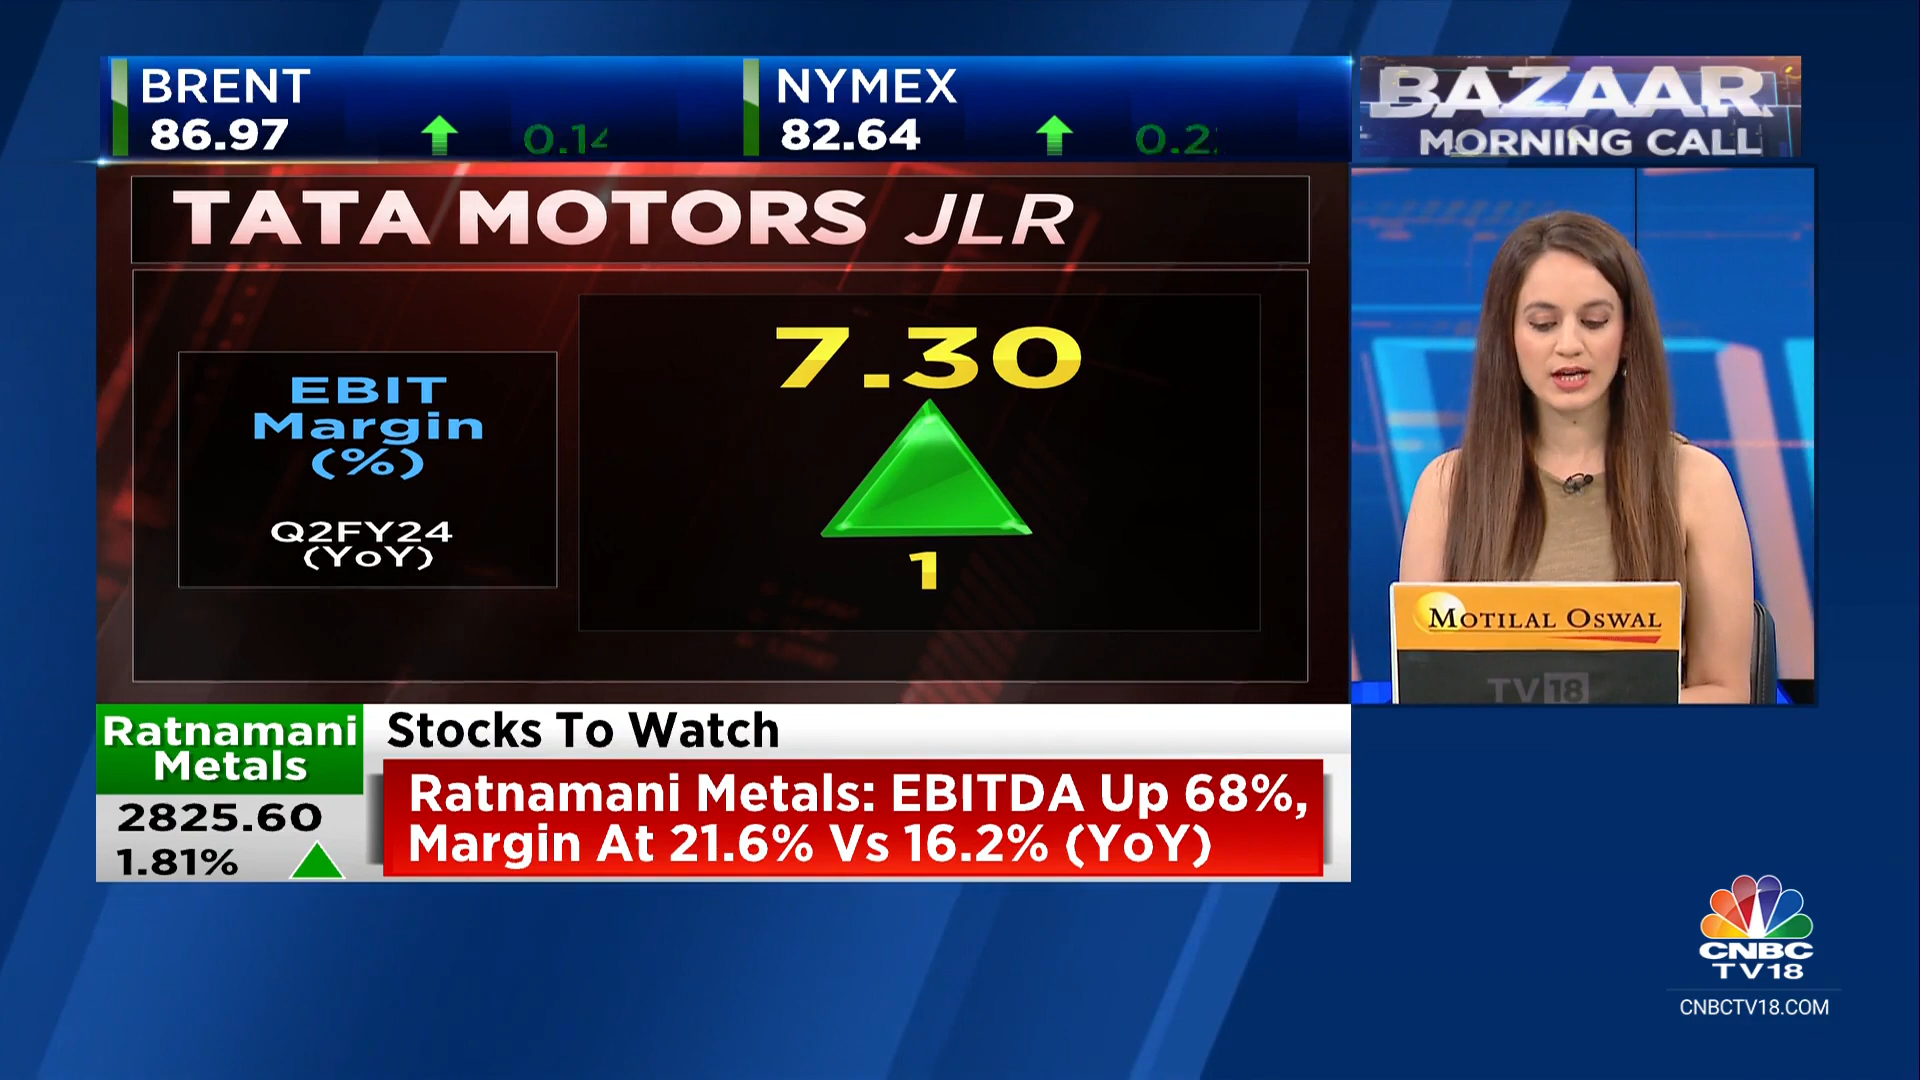 BRENT
86.97
NYMEX
82.64
BAZAAR
MORNING CALL
TATA MOTORS JLR
EBIT
Margin
(%)
Q2FY24
(YoY)
7.30
1
MOTILAL OSWAL
TV18
Ratnamani
Metals
2825.60
1.81%
Stocks To Watch
Ratnamani Metals: EBITDA Up 68%,
Margin At 21.6% Vs 16.2% (YoY)
CNBC
TV18
CNBCTV18.COM